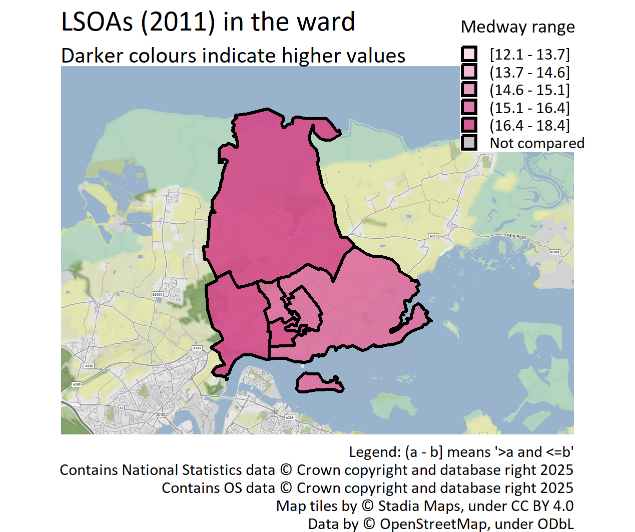 LSOAs (2011) in the ward
Darker colours indicate higher values
Medway range
[12.1 - 13.7]
(13.7 - 14.6]
(14.6 - 15.1]
(15.1 - 16.4]
(16.4 - 18.4]
Not compared
Legend: (a - b] means '>a and <=b'
Contains National Statistics data © Crown copyright and database right 2025
Contains OS data © Crown copyright and database right 2025
Map tiles by © Stadia Maps, under CC BY 4.0
Data by © OpenStreetMap, under ODbL